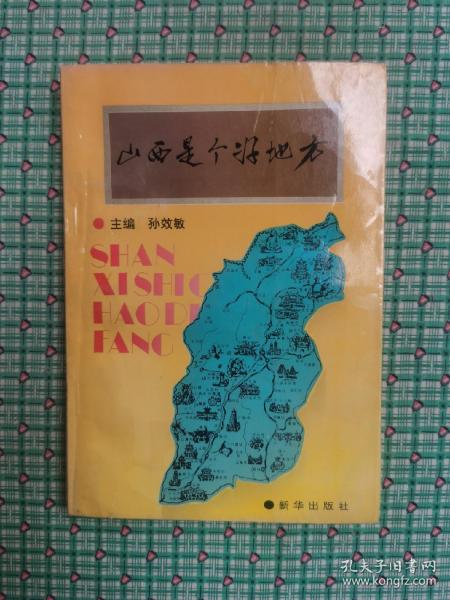 山西是个好地方
主编 孙效敏
SHAN
XI SHI G
HAO DI
FANG
新华出版社
孔夫子旧书网
www.kongfz.com